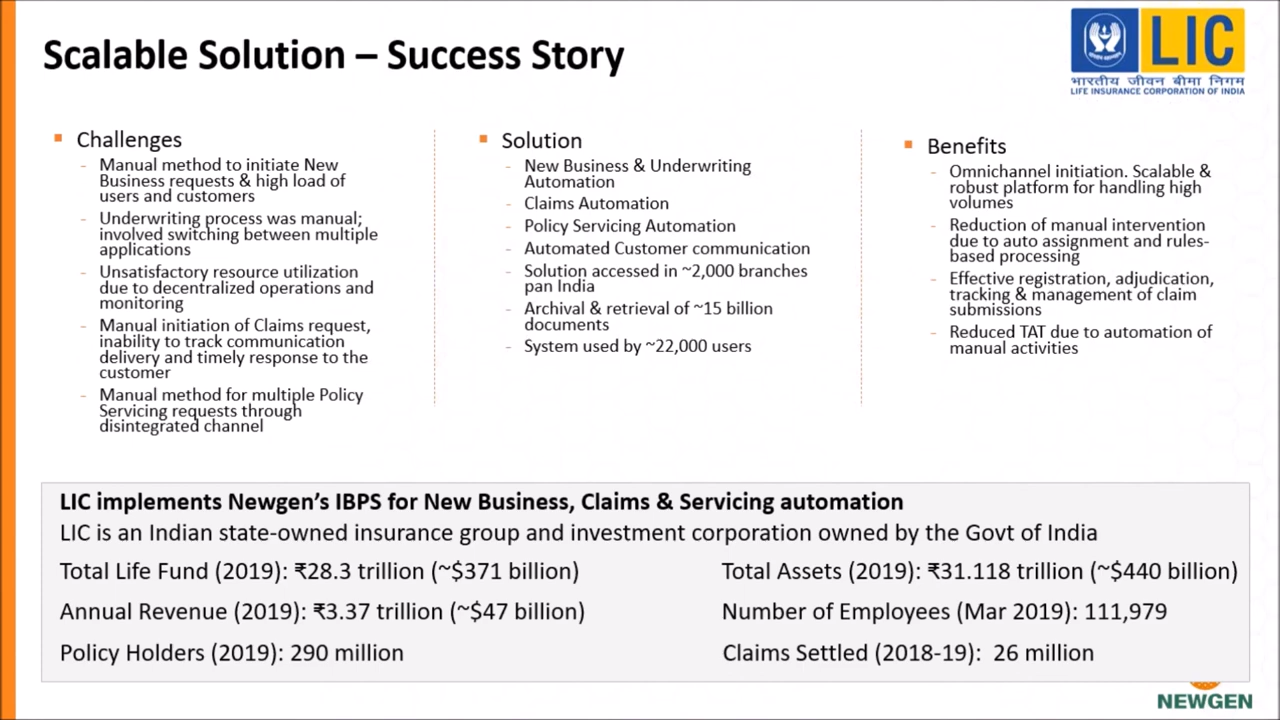 Scalable Solution – Success Story
LIC
भारतीय जीवन बीमा निगम
LIFE INSURANCE CORPORATION OF INDIA
Challenges
- Manual method to initiate New
Business requests & high load of
users and customers
- Underwriting process was manual;
involved switching between multiple
applications
- Unsatisfactory resource utilization
due to decentralized operations and
monitoring
- Manual initiation of Claims request,
inability to track communication
delivery and timely response to the
customer
- Manual method for multiple Policy
Servicing requests through
disintegrated channel
Solution
- New Business & Underwriting
Automation
- Claims Automation
- Policy Servicing Automation
- Automated Customer communication
- Solution accessed in ~2,000 branches
pan India
- Archival & retrieval of ~15 billion
documents
- System used by ~22,000 users
Benefits
- Omnichannel initiation. Scalable &
robust platform for handling high
volumes
- Reduction of manual intervention
due to auto assignment and rules-
based processing
- Effective registration, adjudication,
tracking & management of claim
submissions
- Reduced TAT due to automation of
manual activities
LIC implements Newgen’s IBPS for New Business, Claims & Servicing automation
LIC is an Indian state-owned insurance group and investment corporation owned by the Govt of India
Total Life Fund (2019): ₹28.3 trillion (~$371 billion)
Total Assets (2019): ₹31.118 trillion (~$440 billion)
Annual Revenue (2019): ₹3.37 trillion (~$47 billion)
Number of Employees (Mar 2019): 111,979
Policy Holders (2019): 290 million
Claims Settled (2018-19): 26 million
NEWGEN